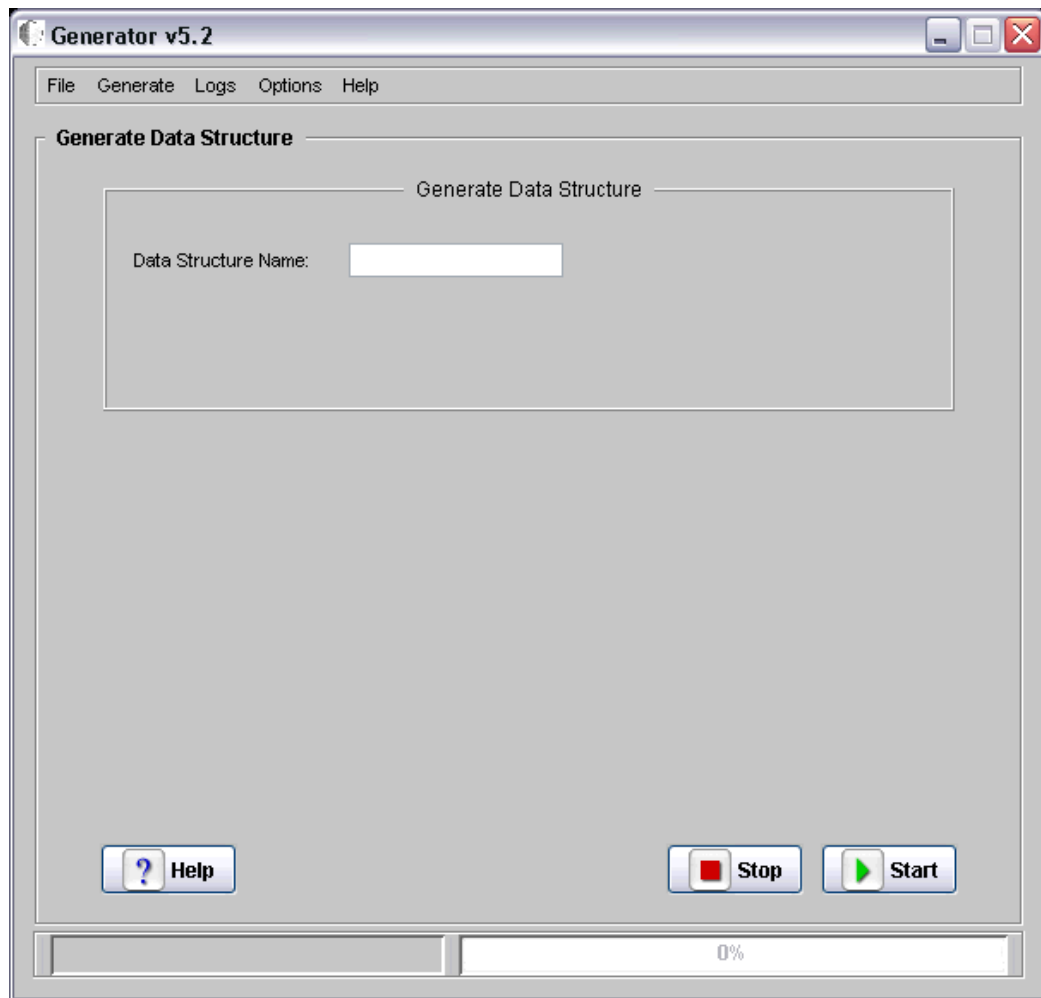 Generator v5.2
File Generate Logs Options Help
Generate Data Structure
Generate Data Structure
Data Structure Name:
? Help
Stop
Start
0%